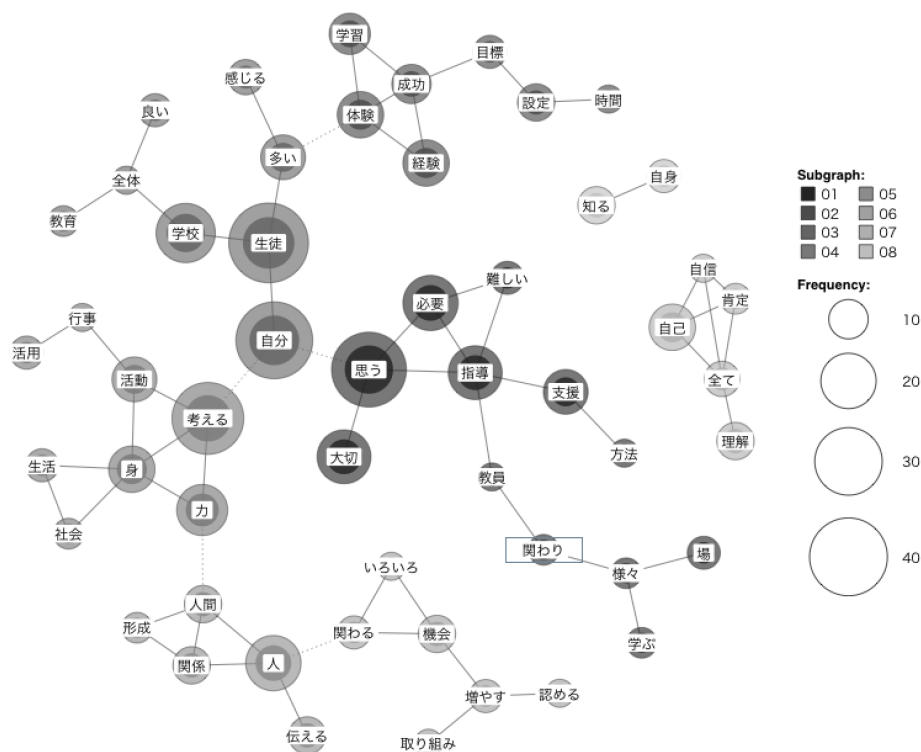 学習
目標
感じる
成功
設定
時間
良い
体験
多い
経験
自身
全体
知る
教育
学校
生徒
自信
難しい
必要
肯定
行事
自己
自分
活用
思う
指導
活動
全て
支援
考える
大切
理解
方法
生活
身
教員
力
社会
関わり
場
様々
いろいろ
人間
形成
関わる
機会
学ぶ
関係
人
増やす
認める
伝える
取り組み
Subgraph:
01 05
02 06
03 07
04 08
Frequency:
10
20
30
40